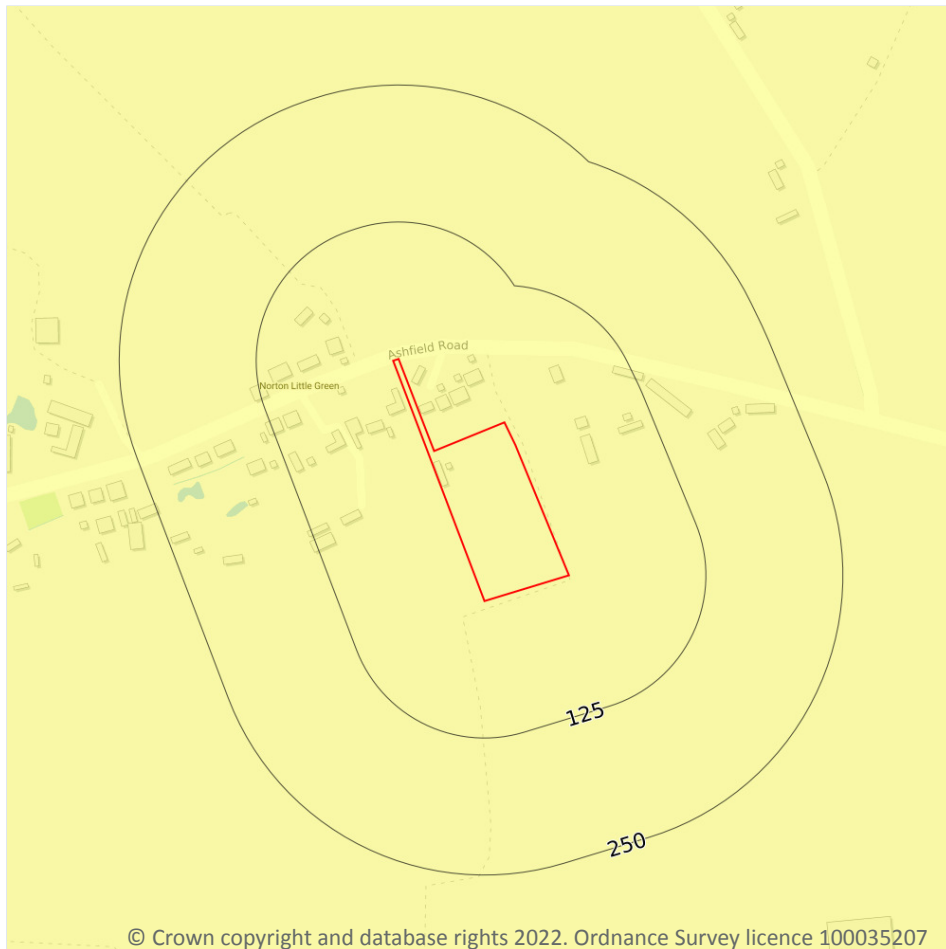 Ashfield Road
Norton Little Green
125
250
© Crown copyright and database rights 2022. Ordnance Survey licence 100035207